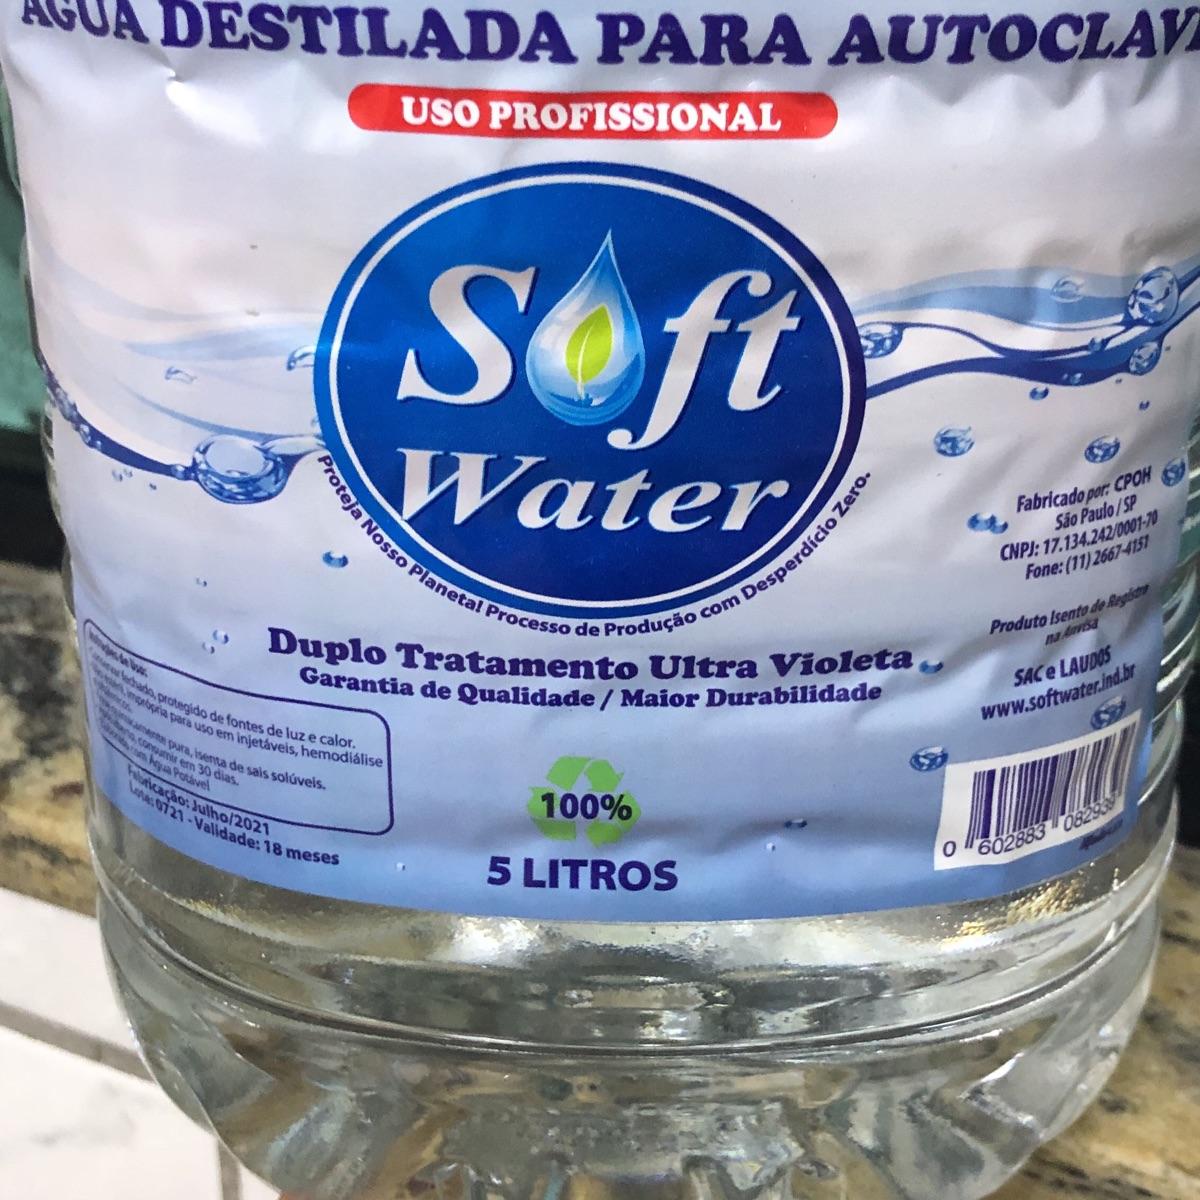 ÁGUA DESTILADA PARA AUTOCLAVE
USO PROFISSIONAL
Soft
Water
Proteja Nosso Planeta! Processo de Produção com Desperdício Zero.
Duplo Tratamento Ultra Violeta
Garantia de Qualidade / Maior Durabilidade
Fabricado por: CPOH
São Paulo / SP
CNPJ: 17.134.242/0001-70
Fone: (11) 2667-4151
Produto Isento de Registro
na Anvisa
SAC e LAUDOS
www.softwater.ind.br
de Uso:
fechado, protegido de fontes de luz e calor.
imprópria para uso em injetáveis, hemodiálise
pura, isenta de sais solúveis.
consumir em 30 dias.
com Água Potável
Fabricação: Julho/2021
Lote: 0721 - Validade: 18 meses
100%
5 LITROS
0 602883 082938